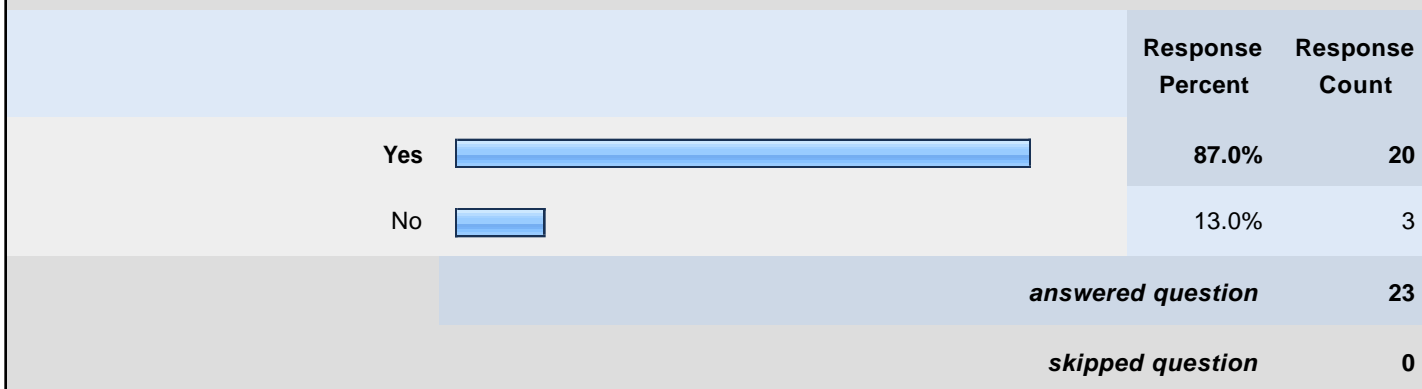 Response Response
Percent Count
Yes 87.0% 20
No 13.0% 3
answered question 23
skipped question 0